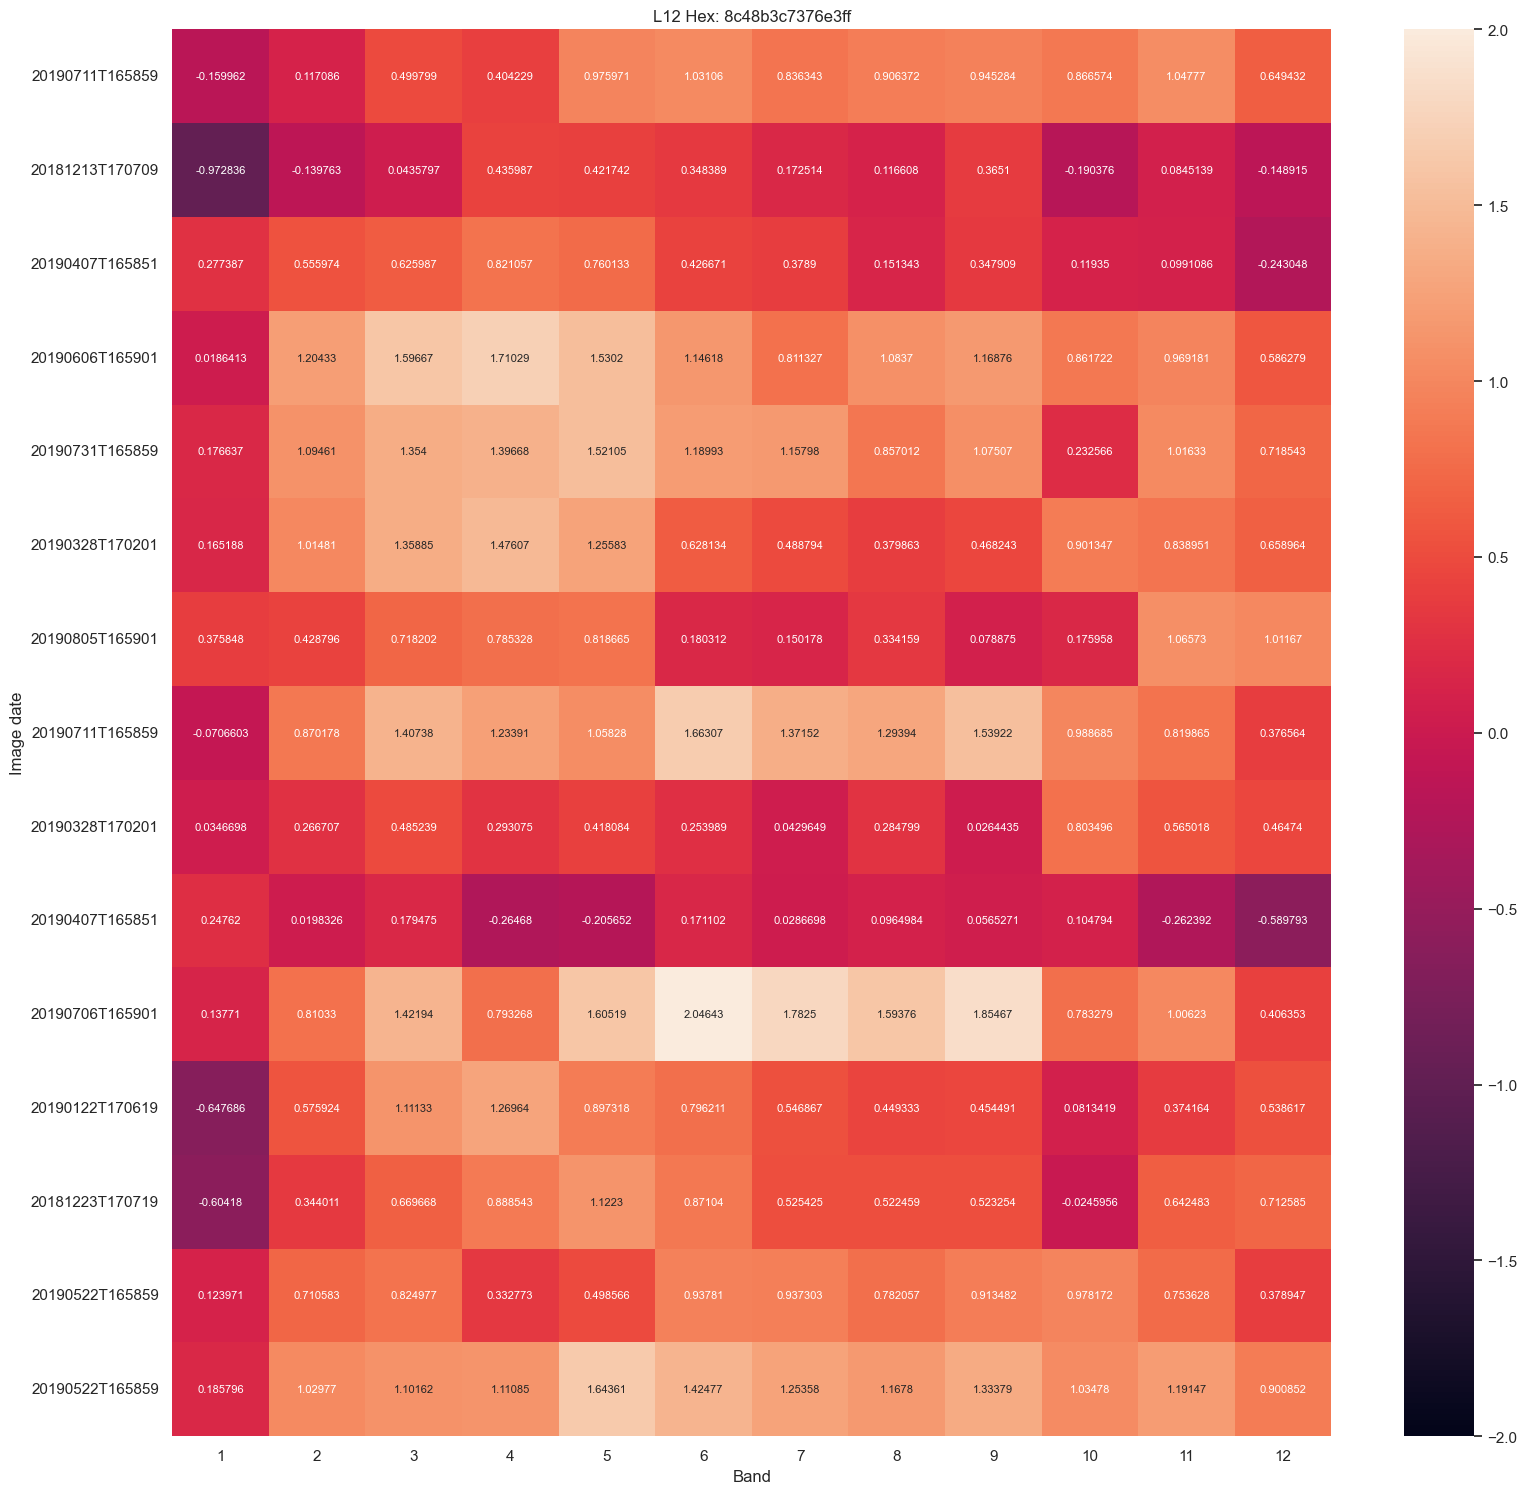 L12 Hex: 8c48b3c7376e3ff
20190711T165859 -0.159962 0.117086 0.499799 0.404229 0.975971 1.03106 0.836343 0.906372 0.945284 0.866574 1.04777 0.649432
20181213T170709 -0.972836 -0.139763 0.0435797 0.435987 0.421742 0.348389 0.172514 0.116608 0.3651 -0.190376 0.0845139 -0.148915
20190407T165851 0.277387 0.555974 0.625987 0.821057 0.760133 0.426671 0.3789 0.151343 0.347909 0.11935 0.0991086 -0.243048
20190606T165901 0.0186413 1.20433 1.59667 1.71029 1.5302 1.14618 0.811327 1.0837 1.16876 0.861722 0.969181 0.586279
20190731T165859 0.176637 1.09461 1.354 1.39668 1.52105 1.18993 1.15798 0.857012 1.07507 0.232566 1.01633 0.718543
20190328T170201 0.165188 1.01481 1.35885 1.47607 1.25583 0.628134 0.488794 0.379863 0.468243 0.901347 0.838951 0.658964
20190805T165901 0.375848 0.428796 0.718202 0.785328 0.818665 0.180312 0.150178 0.334159 0.078875 0.175958 1.06573 1.01167
20190711T165859 -0.0706603 0.870178 1.40738 1.23391 1.05828 1.66307 1.37152 1.29394 1.53922 0.988685 0.819865 0.376564
20190328T170201 0.0346698 0.266707 0.485239 0.293075 0.418084 0.253989 0.0429649 0.284799 0.0264435 0.803496 0.565018 0.46474
20190407T165851 0.24762 0.0198326 0.179475 -0.26468 -0.205652 0.171102 0.0286698 0.0964984 0.0565271 0.104794 -0.262392 -0.589793
20190706T165901 0.13771 0.81033 1.42194 0.793268 1.60519 2.04643 1.7825 1.59376 1.85467 0.783279 1.00623 0.406353
20190122T170619 -0.647686 0.575924 1.11133 1.26964 0.897318 0.796211 0.546867 0.449333 0.454491 0.0813419 0.374164 0.538617
20181223T170719 -0.60418 0.344011 0.669668 0.888543 1.1223 0.87104 0.525425 0.522459 0.523254 -0.0245956 0.642483 0.712585
20190522T165859 0.123971 0.710583 0.824977 0.332773 0.498566 0.93781 0.937303 0.782057 0.913482 0.978172 0.753628 0.378947
20190522T165859 0.185796 1.02977 1.10162 1.11085 1.64361 1.42477 1.25358 1.1678 1.33379 1.03478 1.19147 0.900852
1 2 3 4 5 6 7 8 9 10 11 12
Band
Image date
2.0
1.5
1.0
0.5
0.0
−0.5
−1.0
−1.5
−2.0